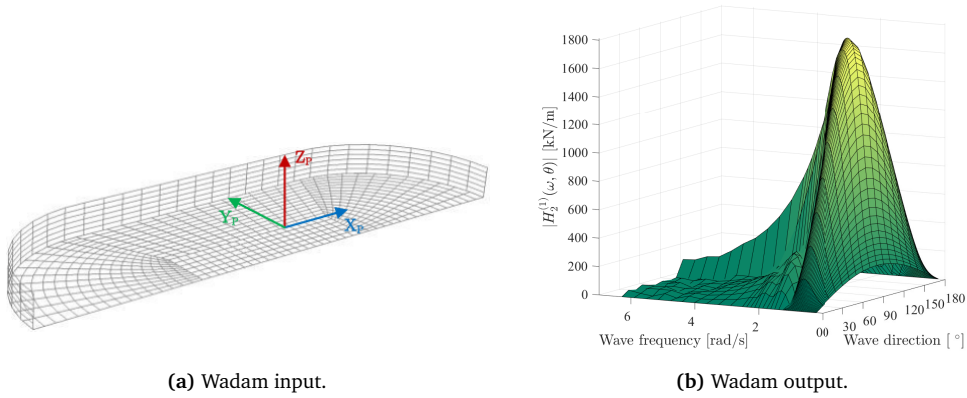 Z_P
Y_P
X_P
(a) Wadam input.
|H_2^{(1)}(ω, θ)| [kN/m]
1800
1600
1400
1200
1000
800
600
400
200
0
6 4 2 0
0 30 60 90 120 150 180
Wave frequency [rad/s]
Wave direction [ °]
(b) Wadam output.